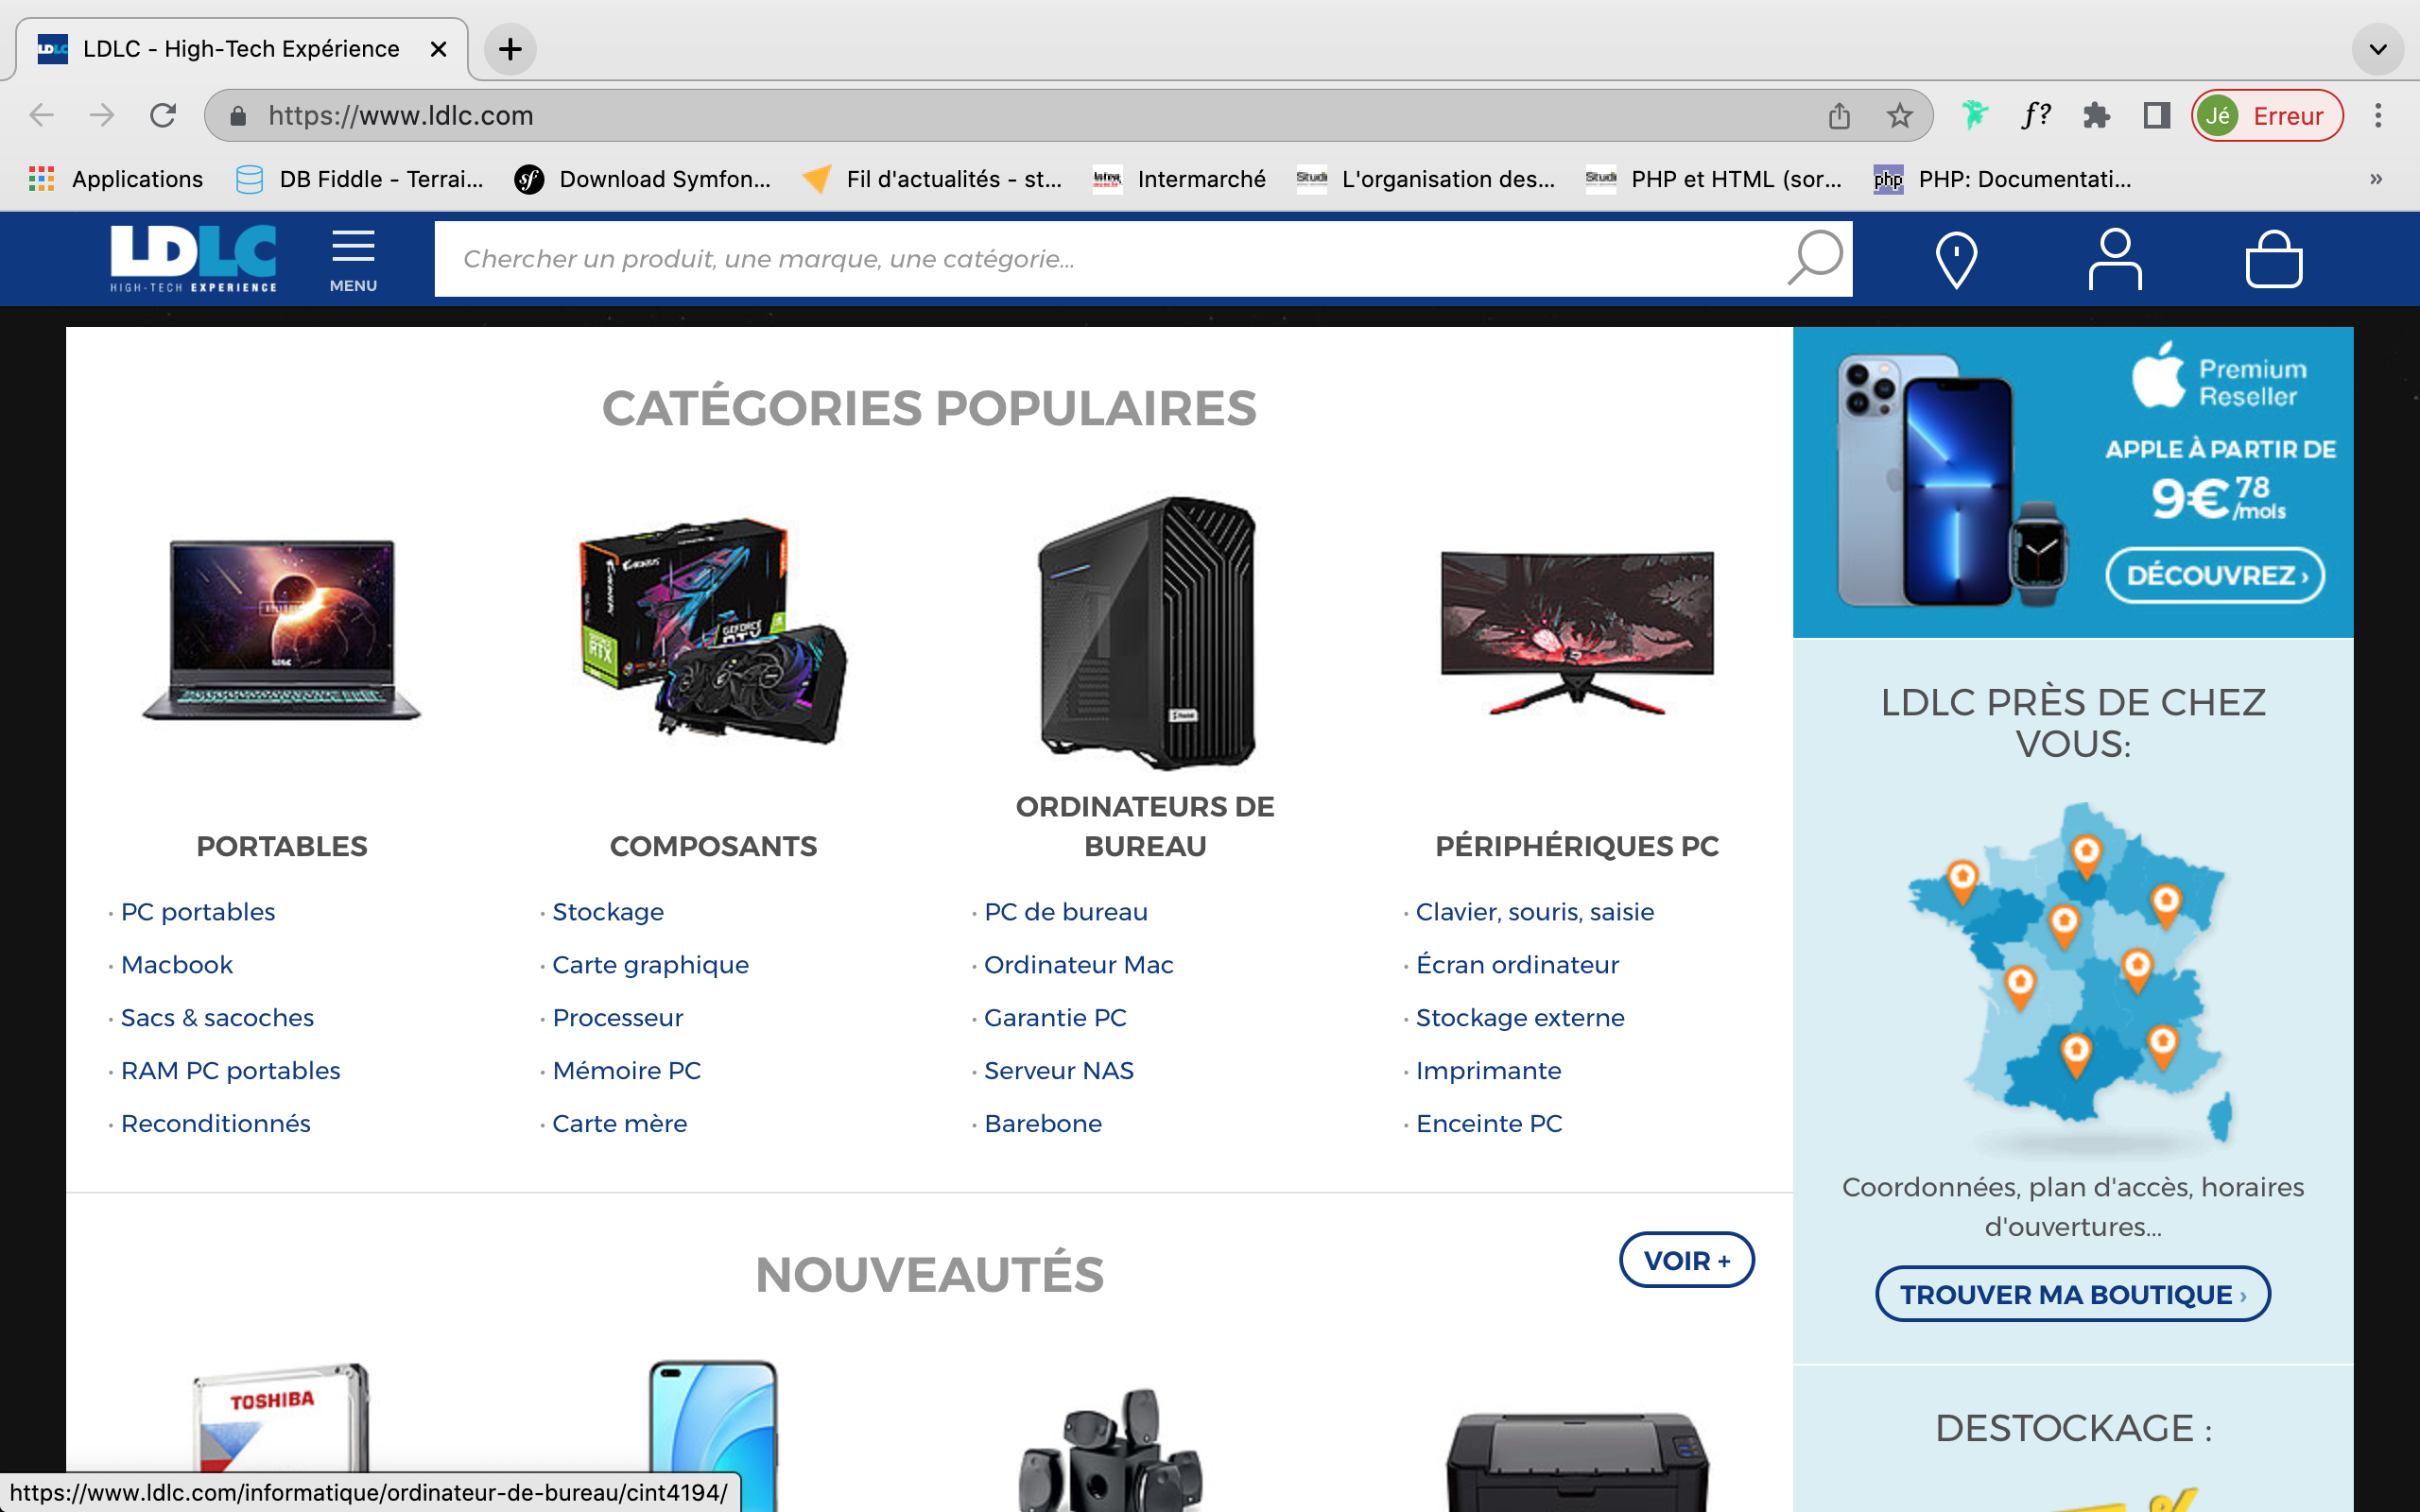 LDLC - High-Tech Expérience
https://www.ldlc.com
f?
Jé
Erreur
Applications
DB Fiddle - Terrai...
Download Symfon...
Fil d'actualités - st...
Intermarché
L'organisation des...
PHP et HTML (sor...
php
PHP: Documentati...
»
LDLC
HIGH-TECH EXPERIENCE
MENU
Chercher un produit, une marque, une catégorie...
CATÉGORIES POPULAIRES
PORTABLES
· PC portables
· Macbook
· Sacs & sacoches
· RAM PC portables
· Reconditionnés
AORUS
GEFORCE RTX
COMPOSANTS
· Stockage
· Carte graphique
· Processeur
· Mémoire PC
· Carte mère
ORDINATEURS DE
BUREAU
· PC de bureau
· Ordinateur Mac
· Garantie PC
· Serveur NAS
· Barebone
PÉRIPHÉRIQUES PC
· Clavier, souris, saisie
· Écran ordinateur
· Stockage externe
· Imprimante
· Enceinte PC
Premium
Reseller
APPLE À PARTIR DE
9€78
/mois
DÉCOUVREZ ›
LDLC PRÈS DE CHEZ
VOUS:
Coordonnées, plan d'accès, horaires
d'ouvertures...
TROUVER MA BOUTIQUE ›
DESTOCKAGE :
%
NOUVEAUTÉS
VOIR +
TOSHIBA
https://www.ldlc.com/informatique/ordinateur-de-bureau/cint4194/